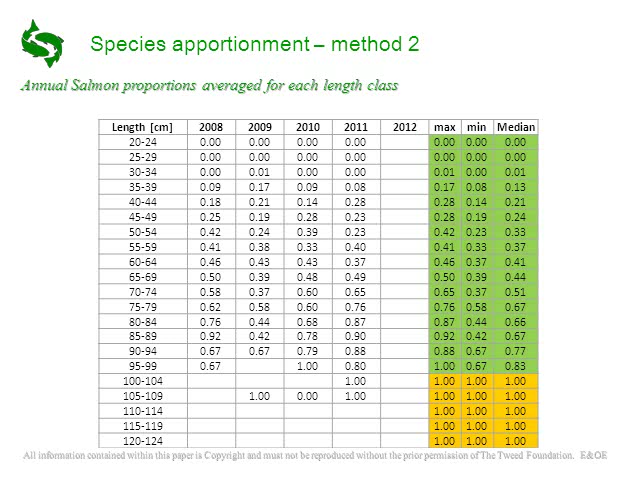 Species apportionment – method 2
Annual Salmon proportions averaged for each length class
Length [cm] 2008 2009 2010 2011 2012 max min Median
20-24 0.00 0.00 0.00 0.00 0.00 0.00 0.00
25-29 0.00 0.00 0.00 0.00 0.00 0.00 0.00
30-34 0.00 0.01 0.00 0.00 0.01 0.00 0.01
35-39 0.09 0.17 0.09 0.08 0.17 0.08 0.13
40-44 0.18 0.21 0.14 0.28 0.28 0.14 0.21
45-49 0.25 0.19 0.28 0.23 0.28 0.19 0.24
50-54 0.42 0.24 0.39 0.23 0.42 0.23 0.33
55-59 0.41 0.38 0.33 0.40 0.41 0.33 0.37
60-64 0.46 0.43 0.43 0.37 0.46 0.37 0.41
65-69 0.50 0.39 0.48 0.49 0.50 0.39 0.44
70-74 0.58 0.37 0.60 0.65 0.65 0.37 0.51
75-79 0.62 0.58 0.60 0.76 0.76 0.58 0.67
80-84 0.76 0.44 0.68 0.87 0.87 0.44 0.66
85-89 0.92 0.42 0.78 0.90 0.92 0.42 0.67
90-94 0.67 0.67 0.79 0.88 0.88 0.67 0.77
95-99 0.67 1.00 0.80 1.00 0.67 0.83
100-104 1.00 1.00 1.00 1.00
105-109 1.00 0.00 1.00 1.00 1.00 1.00
110-114 1.00 1.00 1.00
115-119 1.00 1.00 1.00
120-124 1.00 1.00 1.00
All information contained within this paper is Copyright and must not be reproduced without the prior permission of The Tweed Foundation. E&OE